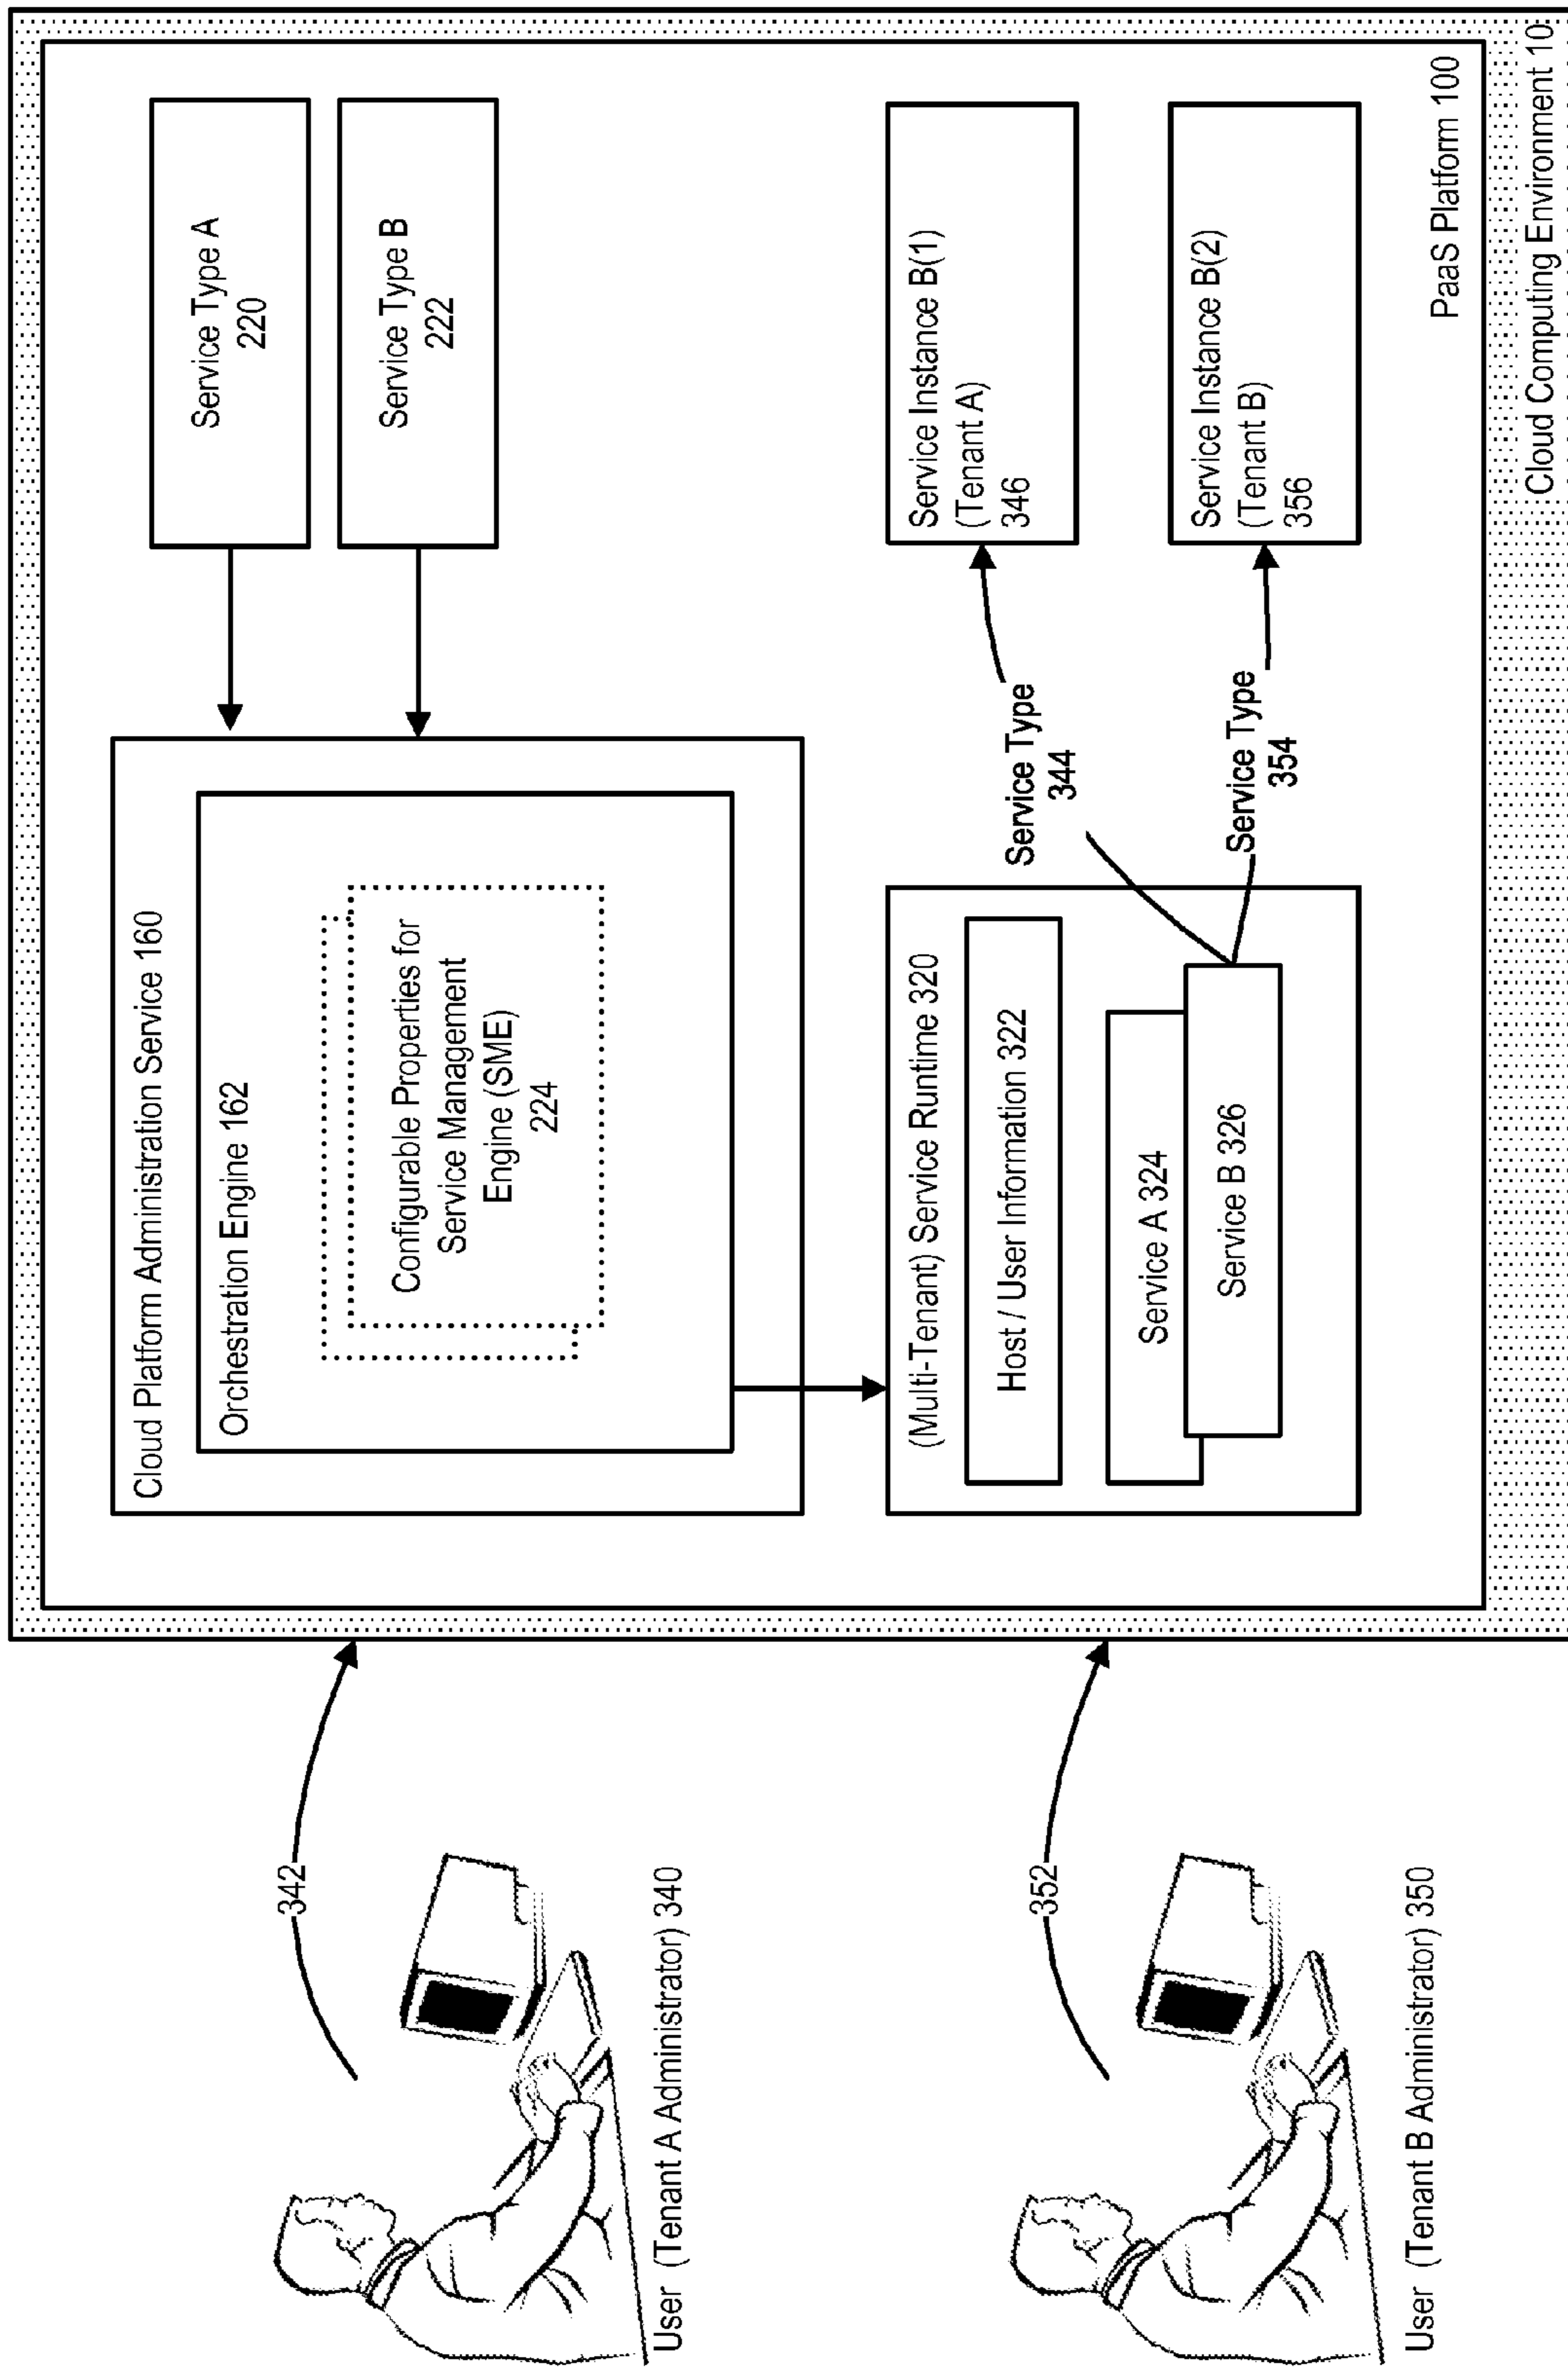 Cloud Platform Administration Service 160
Orchestration Engine 162
Configurable Properties for
Service Management
Engine (SME)
224
Service Type A
220
Service Type B
222
342
User (Tenant A Administrator) 340
(Multi-Tenant) Service Runtime 320
Host / User Information 322
Service A 324
Service B 326
Service Type
344
Service Type
354
Service Instance B(1)
(Tenant A)
346
Service Instance B(2)
(Tenant B)
356
352
User (Tenant B Administrator) 350
PaaS Platform 100
Cloud Computing Environment 10